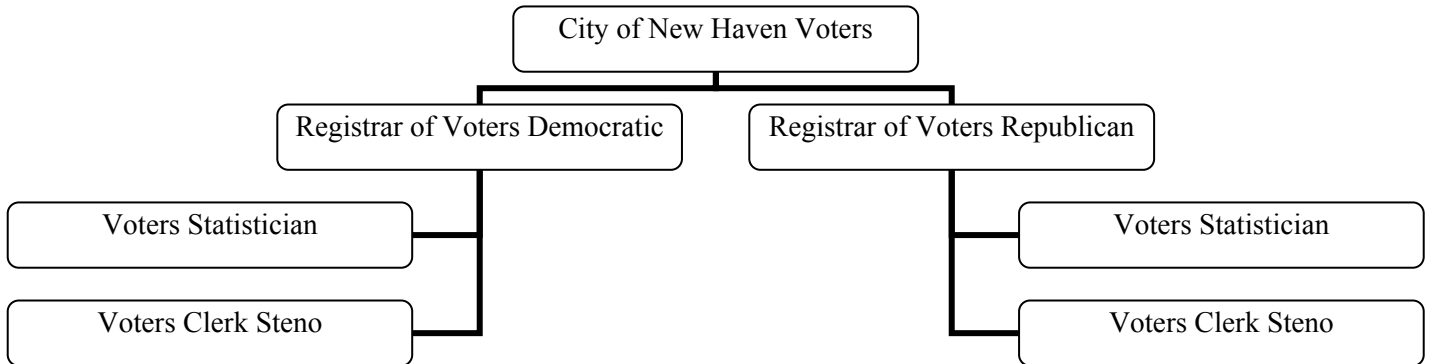 City of New Haven Voters
Registrar of Voters Democratic
Registrar of Voters Republican
Voters Statistician
Voters Statistician
Voters Clerk Steno
Voters Clerk Steno